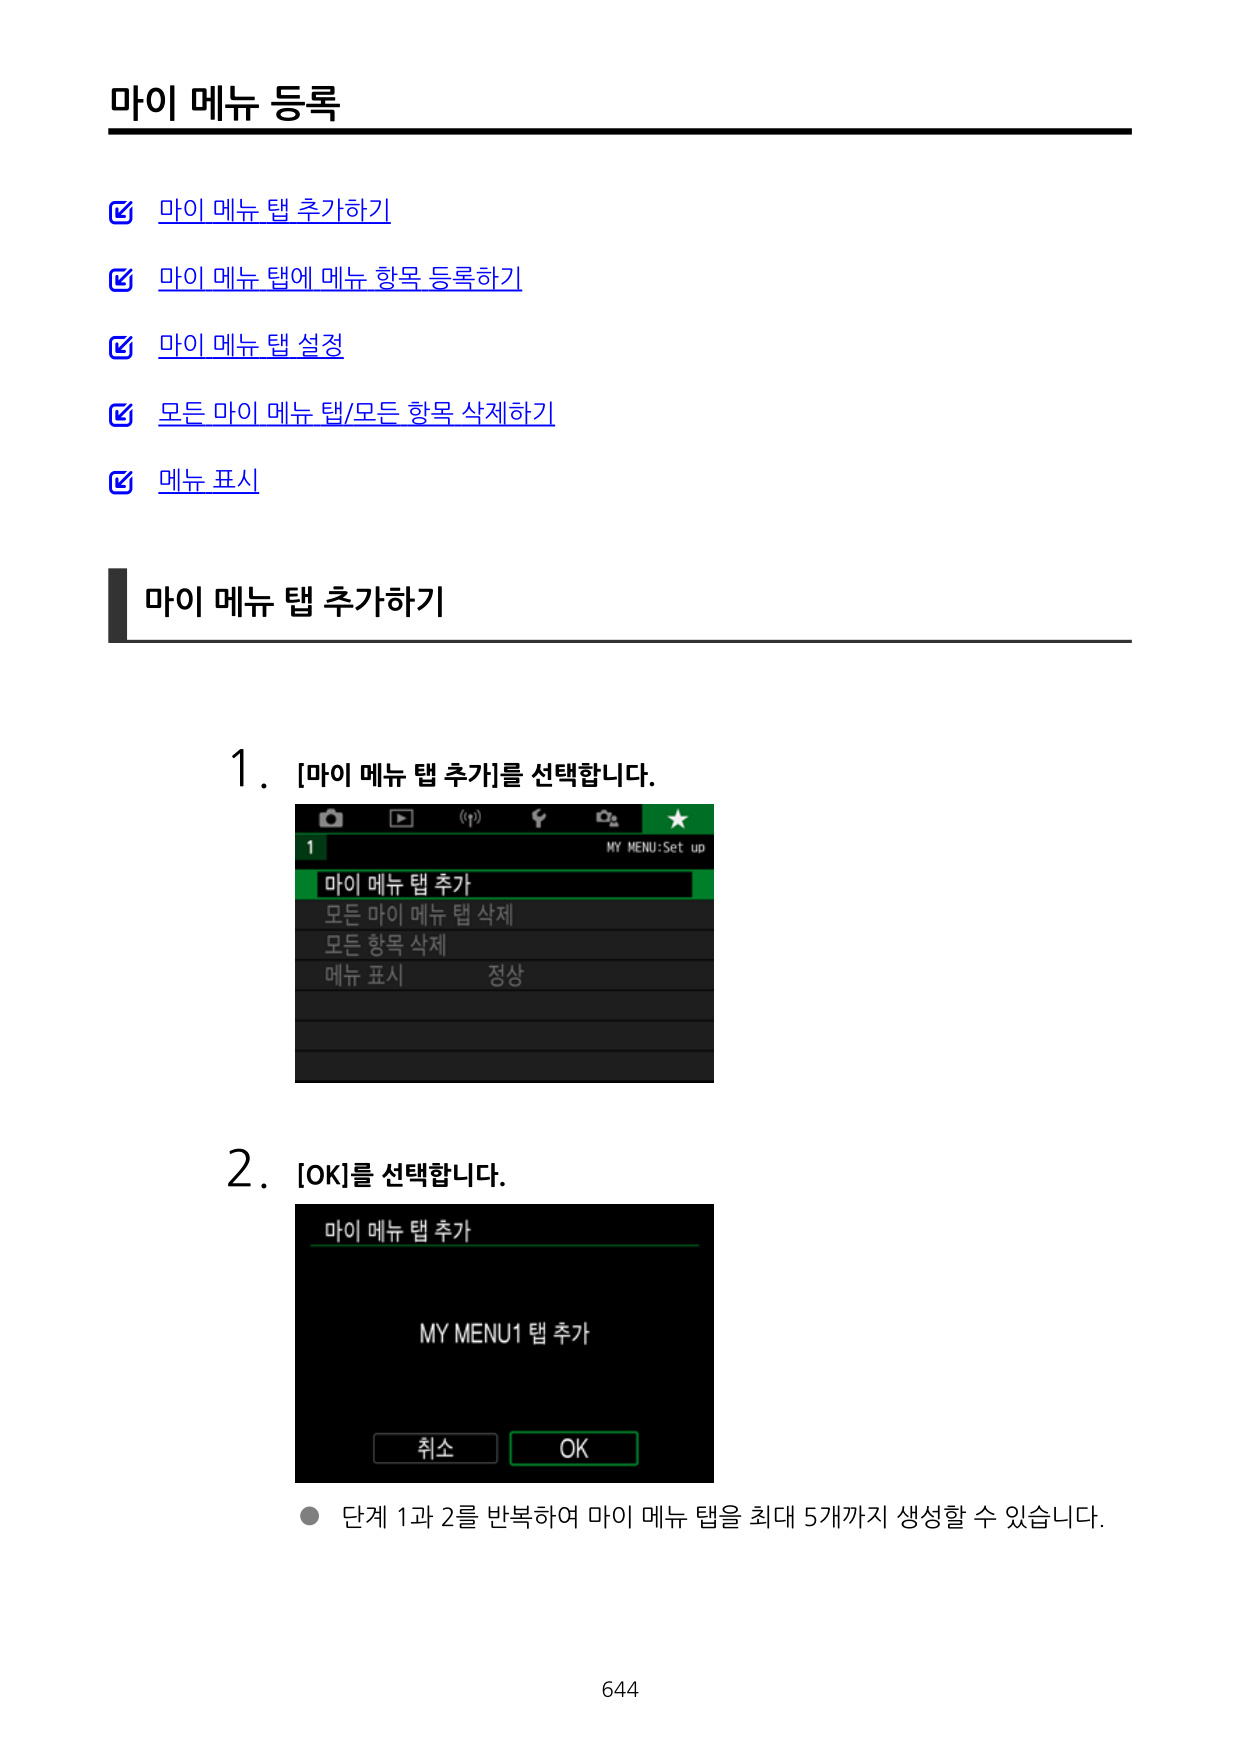 마이 메뉴 등록
마이 메뉴 탭 추가하기
마이 메뉴 탭에 메뉴 항목 등록하기
마이 메뉴 탭 설정
모든 마이 메뉴 탭/모든 항목 삭제하기
메뉴 표시
마이 메뉴 탭 추가하기
1. [마이 메뉴 탭 추가]를 선택합니다.
1 MY MENU:Set up
마이 메뉴 탭 추가
모든 마이 메뉴 탭 삭제
모든 항목 삭제
메뉴 표시 정상
2. [OK]를 선택합니다.
마이 메뉴 탭 추가
MY MENU1 탭 추가
취소 OK
● 단계 1과 2를 반복하여 마이 메뉴 탭을 최대 5개까지 생성할 수 있습니다.
644